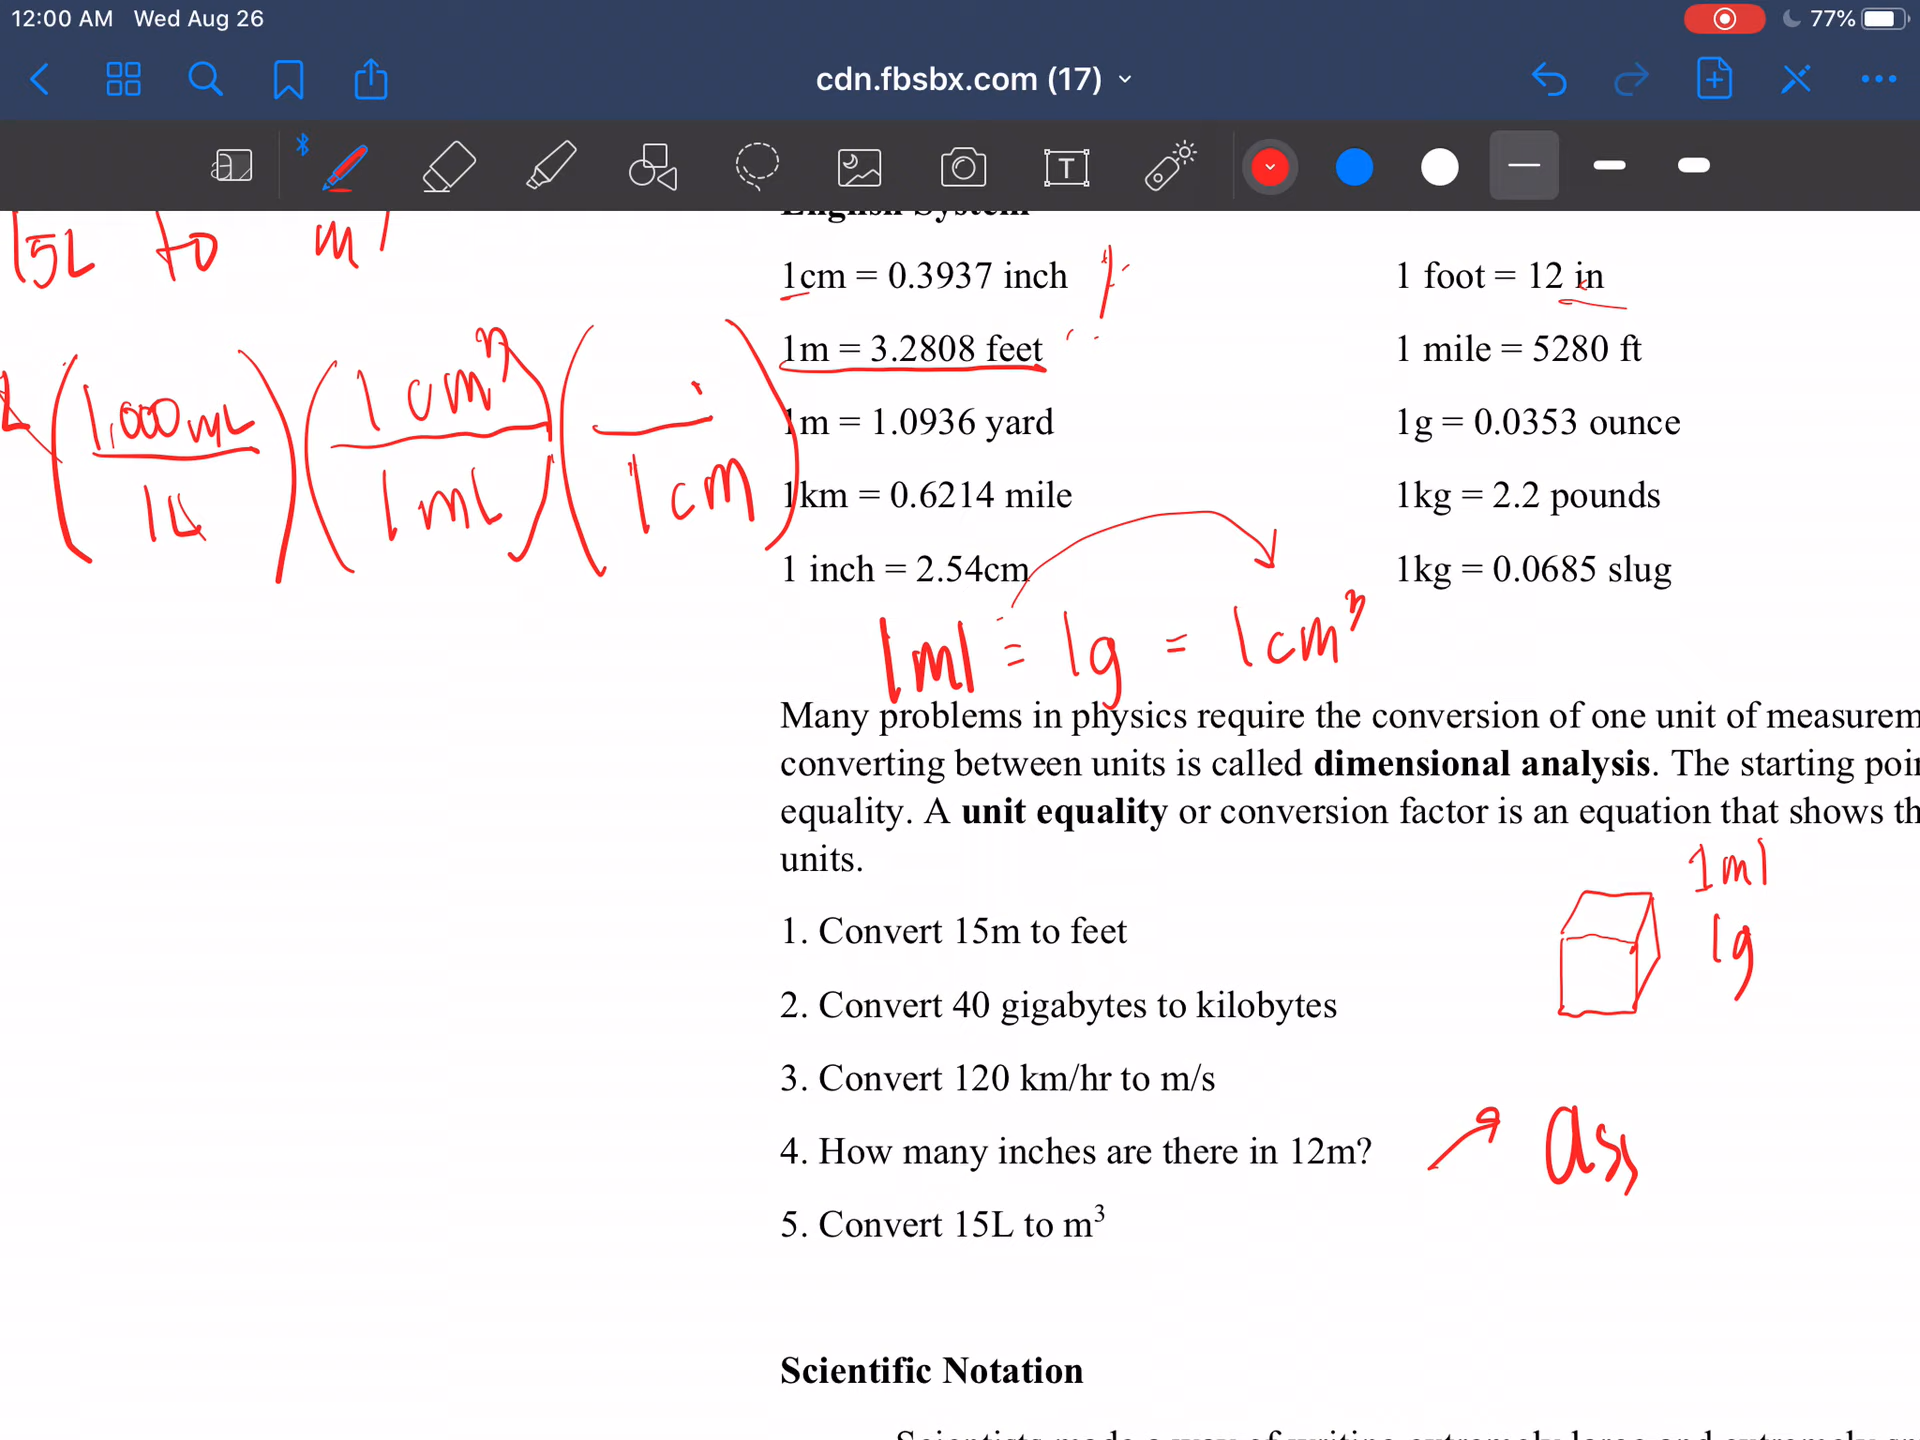 12:00 AM Wed Aug 26
77%
cdn.fbsbx.com (17)
T
English System
15L to m
1cm = 0.3937 inch
1 foot = 12 in
1m = 3.2808 feet
1 mile = 5280 ft
1m = 1.0936 yard
1g = 0.0353 ounce
1km = 0.6214 mile
1kg = 2.2 pounds
1 inch = 2.54cm
1kg = 0.0685 slug
(1,000 mL / 1L) (1 cm³ / 1 mL) ( / 1 cm)
1ml = 1g = 1cm³
Many problems in physics require the conversion of one unit of measurem
converting between units is called dimensional analysis. The starting poin
equality. A unit equality or conversion factor is an equation that shows th
units.
1ml
1g
1. Convert 15m to feet
2. Convert 40 gigabytes to kilobytes
3. Convert 120 km/hr to m/s
4. How many inches are there in 12m?
ass
5. Convert 15L to m³
Scientific Notation